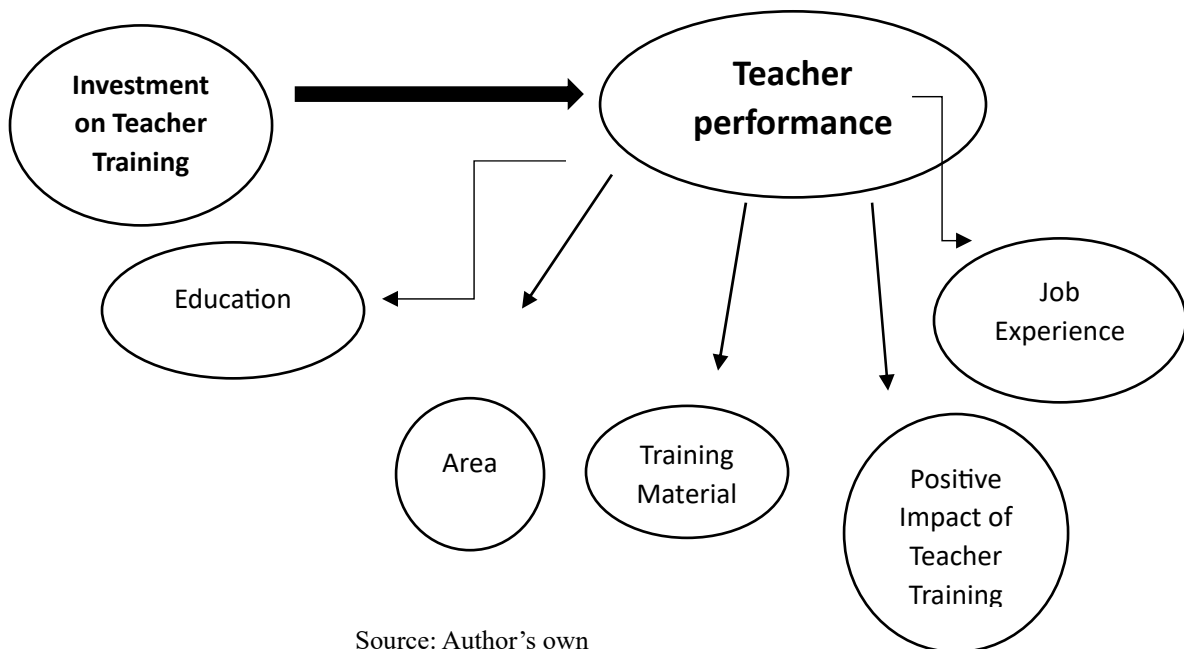 Investment
on Teacher
Training
Teacher
performance
Education
Job
Experience
Area
Training
Material
Positive
Impact of
Teacher
Training
Source: Author’s own